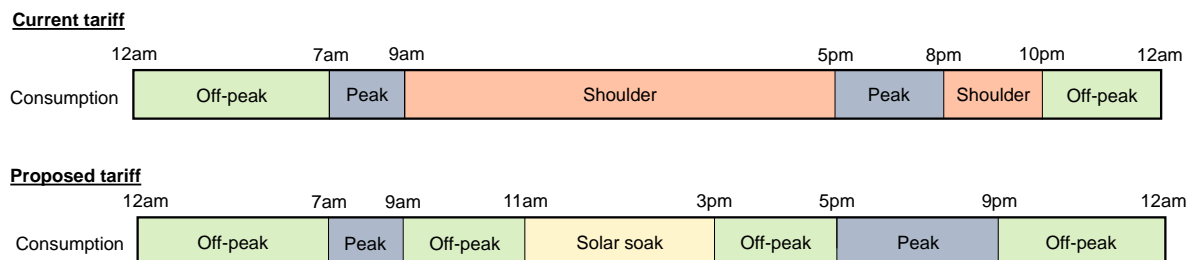 Current tariff
12am 7am 9am 5pm 8pm 10pm 12am
Consumption Off-peak Peak Shoulder Peak Shoulder Off-peak
Proposed tariff
12am 7am 9am 11am 3pm 5pm 9pm 12am
Consumption Off-peak Peak Off-peak Solar soak Off-peak Peak Off-peak